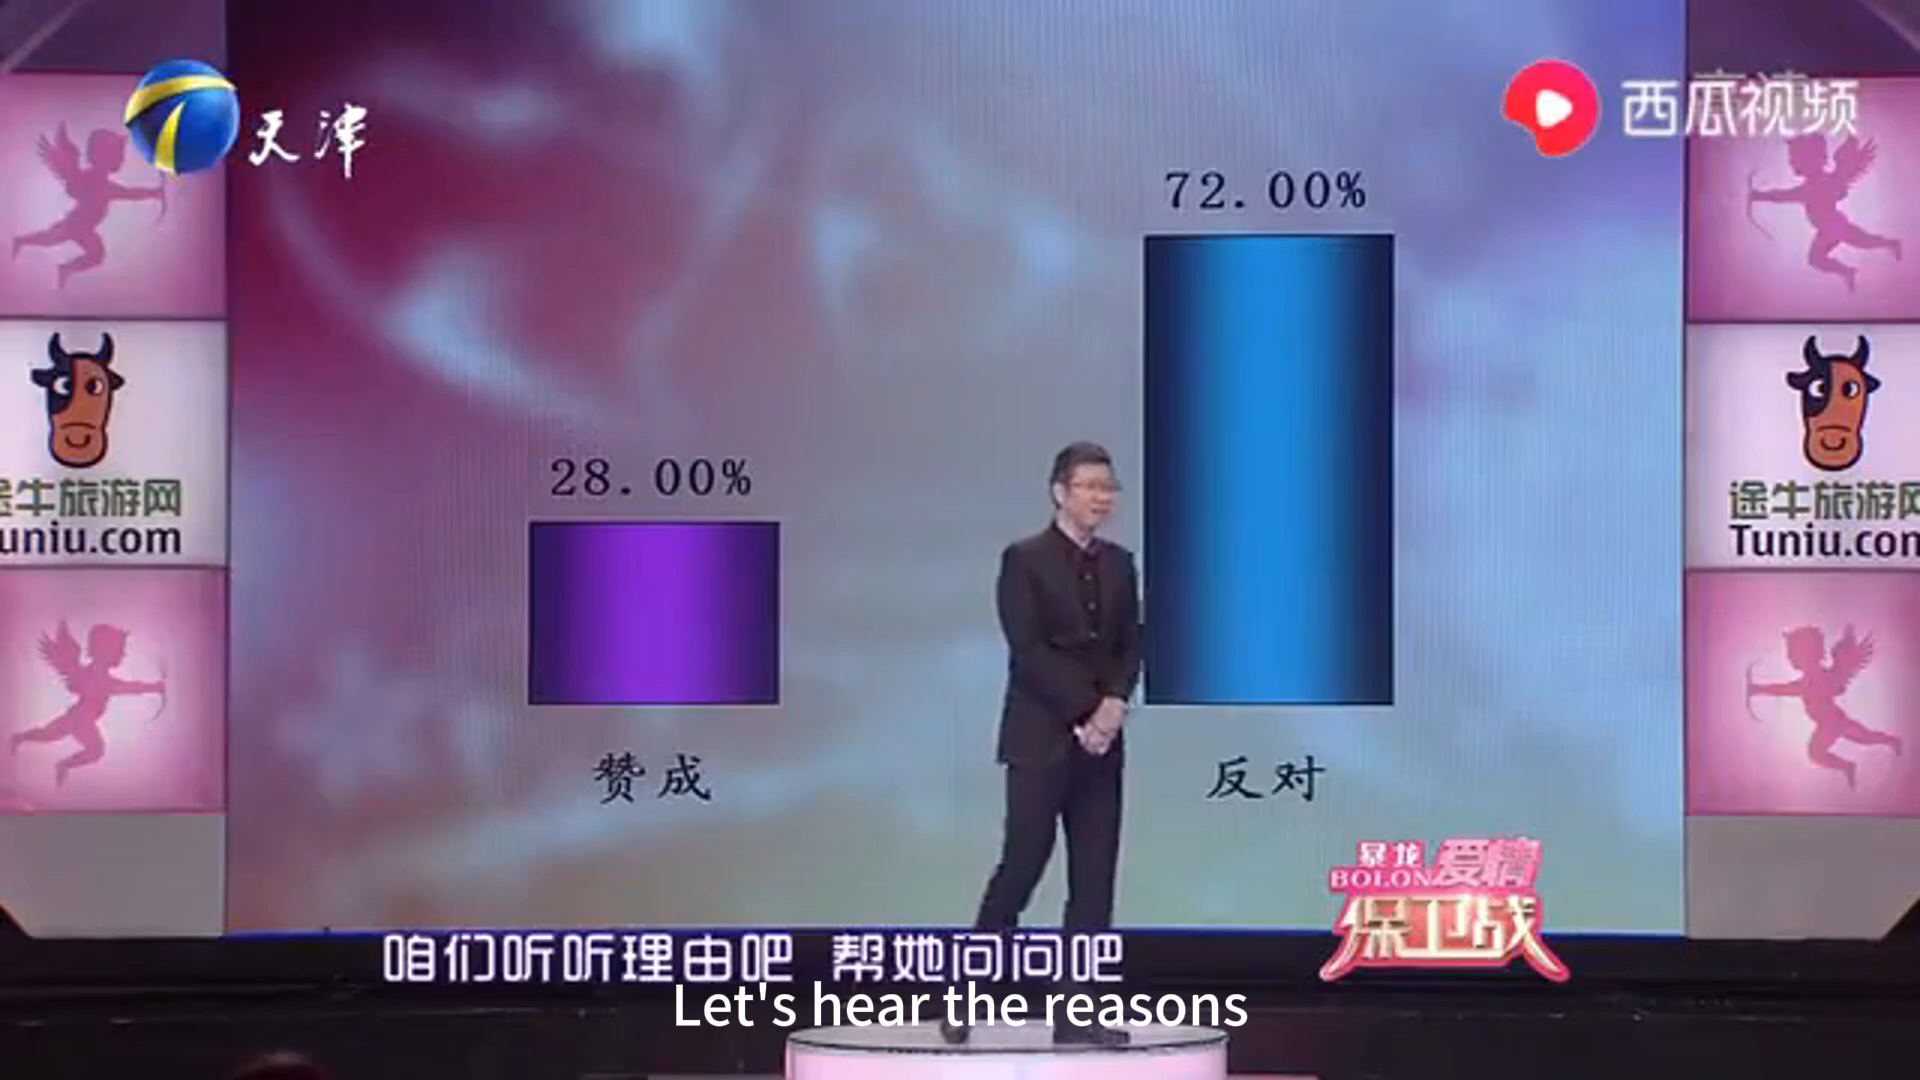 天津
西瓜视频
72.00%
28.00%
赞成
反对
途牛旅游网
uniu.com
途牛旅游网
Tuniu.com
暴龙
BOLON
爱情
保卫战
咱们听听理由吧 帮她问问吧
Let's hear the reasons